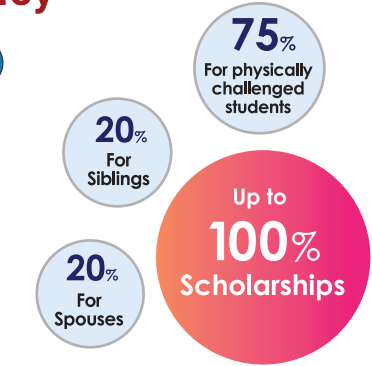 75%
For physically
challenged
students
20%
For
Siblings
Up to
100%
Scholarships
20%
For
Spouses